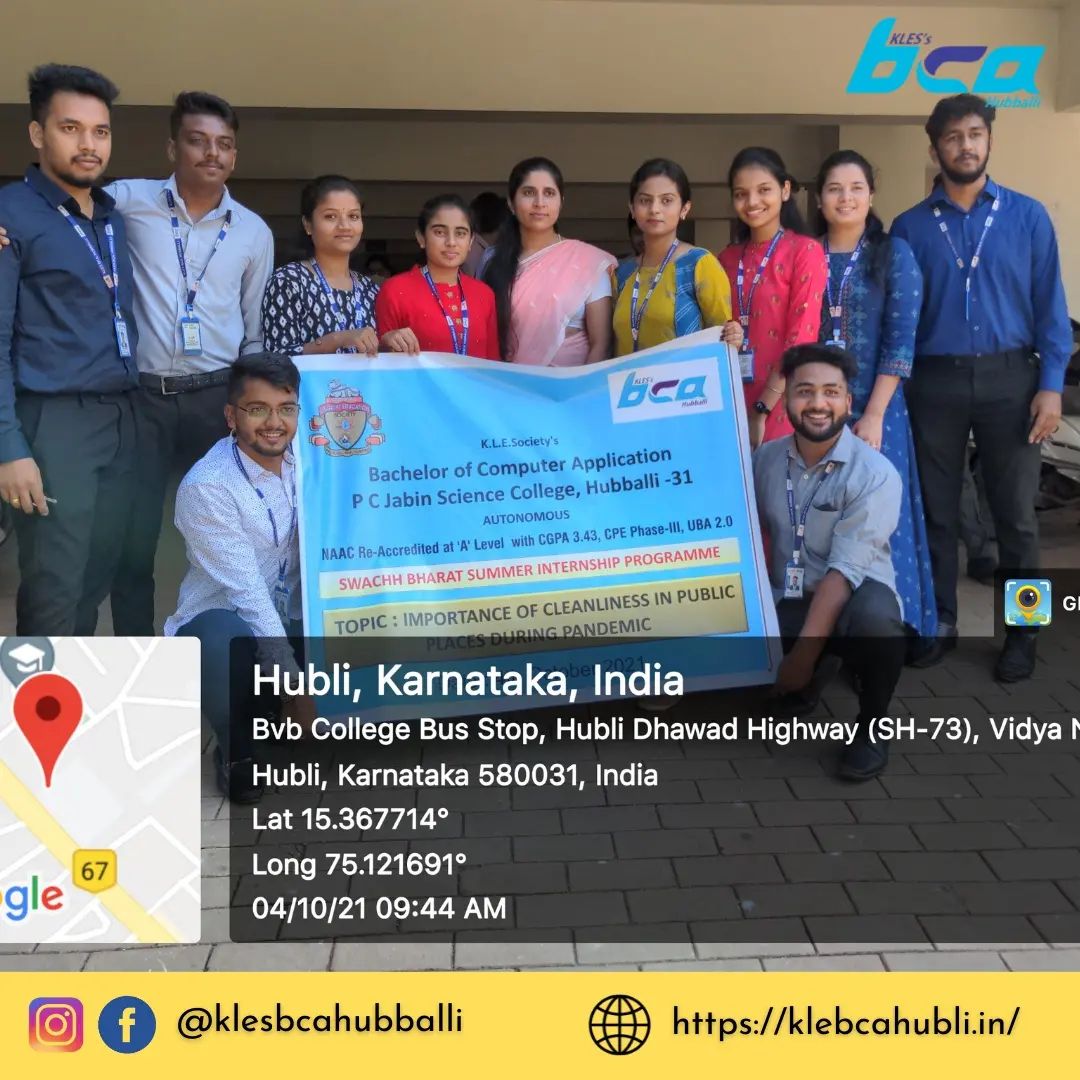 KLES's
bca
Hubballi
KLES's
bca
Hubballi
SOCIETY
K.L.E.Society's
Bachelor of Computer Application
P C Jabin Science College, Hubballi -31
AUTONOMOUS
NAAC Re-Accredited at 'A' Level with CGPA 3.43, CPE Phase-III, UBA 2.0
SWACHH BHARAT SUMMER INTERNSHIP PROGRAMME
TOPIC : IMPORTANCE OF CLEANLINESS IN PUBLIC
PLACES DURING PANDEMIC
October 2021
Hubli, Karnataka, India
Bvb College Bus Stop, Hubli Dhawad Highway (SH-73), Vidya N
Hubli, Karnataka 580031, India
Lat 15.367714°
Long 75.121691°
04/10/21 09:44 AM
67
gle
@klesbcahubballi
https://klebcahubli.in/